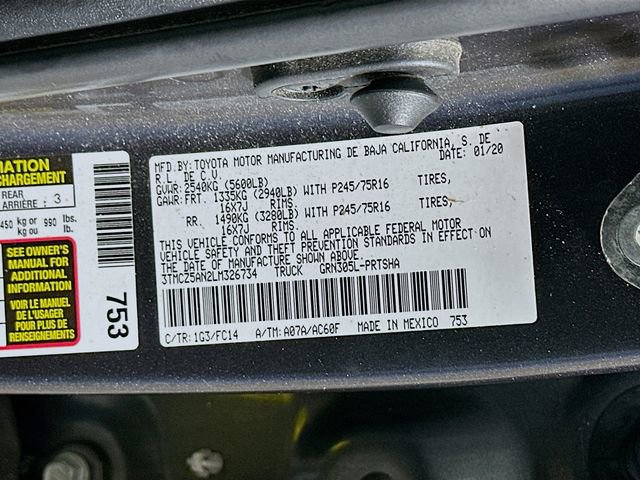 MATION
CHARGEMENT
REAR
ARRIÈRE : 3
450 kg or 990 lbs.
kg ou lb.
SEE OWNER'S
MANUAL FOR
ADDITIONAL
INFORMATION
VOIR LE MANUEL
DE L'USAGER
POUR PLUS DE
RENSEIGNEMENTS
753
MFD.BY:TOYOTA MOTOR MANUFACTURING DE BAJA CALIFORNIA, S. DE
R.L. DE C.V. DATE: 01/20
GVWR: 2540KG (5600LB)
GAWR: FRT. 1335KG (2940LB) WITH P245/75R16 TIRES,
16X7J RIMS.
RR. 1490KG (3280LB) WITH P245/75R16 TIRES,
16X7J RIMS.
THIS VEHICLE CONFORMS TO ALL APPLICABLE FEDERAL MOTOR
VEHICLE SAFETY AND THEFT PREVENTION STANDARDS IN EFFECT ON
THE DATE OF MANUFACTURE SHOWN ABOVE.
3TMCZ5AN2LM326734 TRUCK GRN305L-PRTSHA
C/TR: 1G3/FC14 A/TM: A07A/AC60F MADE IN MEXICO 753